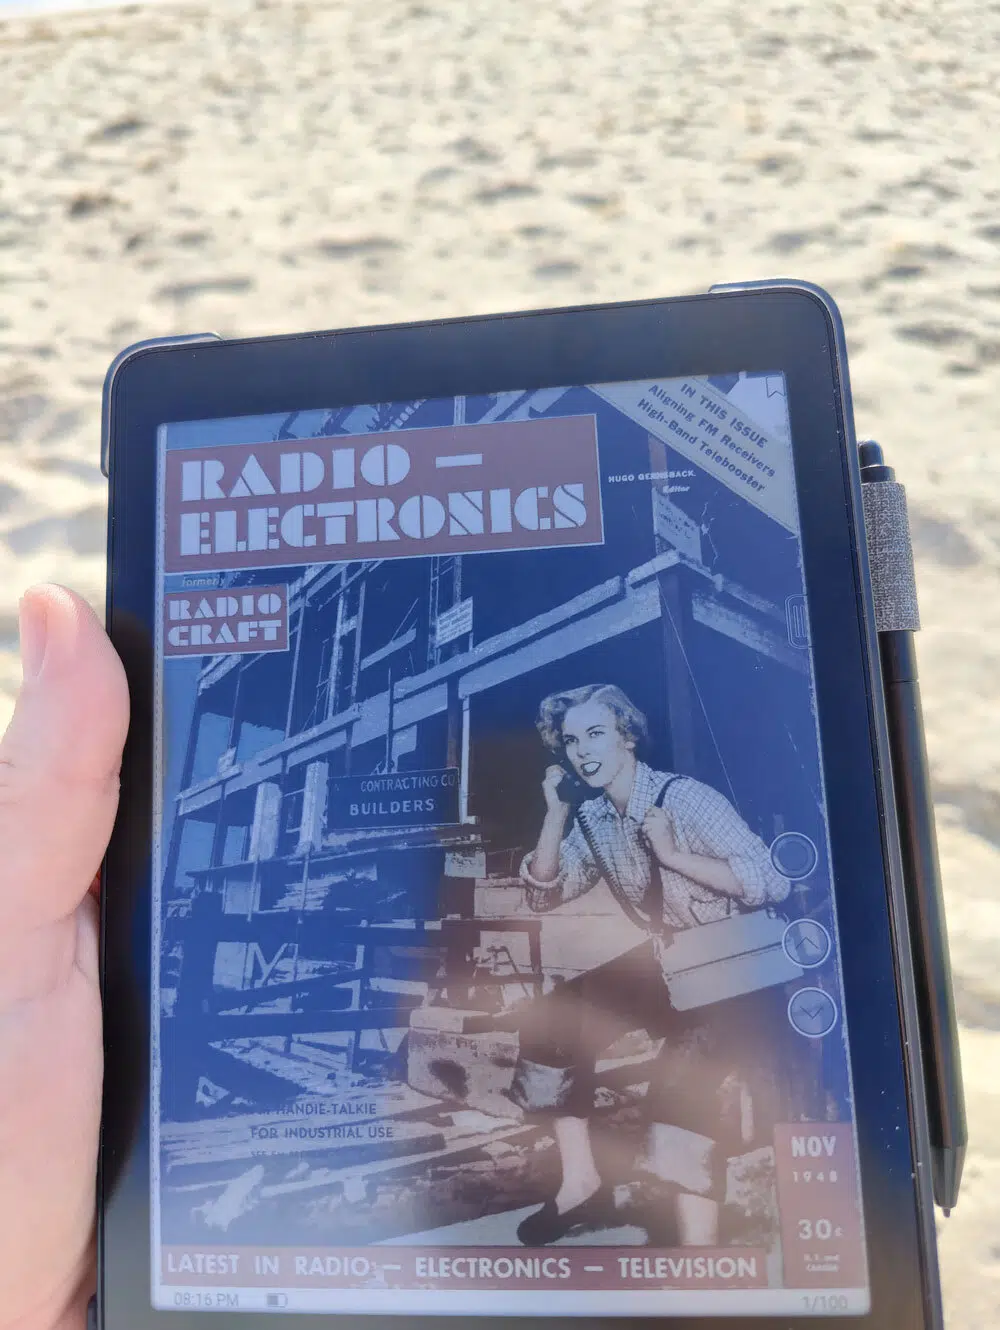 IN THIS ISSUE
Aligning FM Receivers
High-Band Telebooster
RADIO —
ELECTRONICS
HUGO GERNSBACK,
Editor
formerly
RADIO
CRAFT
CONTRACTING CO
BUILDERS
HANDIE-TALKIE
FOR INDUSTRIAL USE
NOV
1948
30¢
U. S. and
CANADA
LATEST IN RADIO — ELECTRONICS — TELEVISION
08:16 PM
1/100